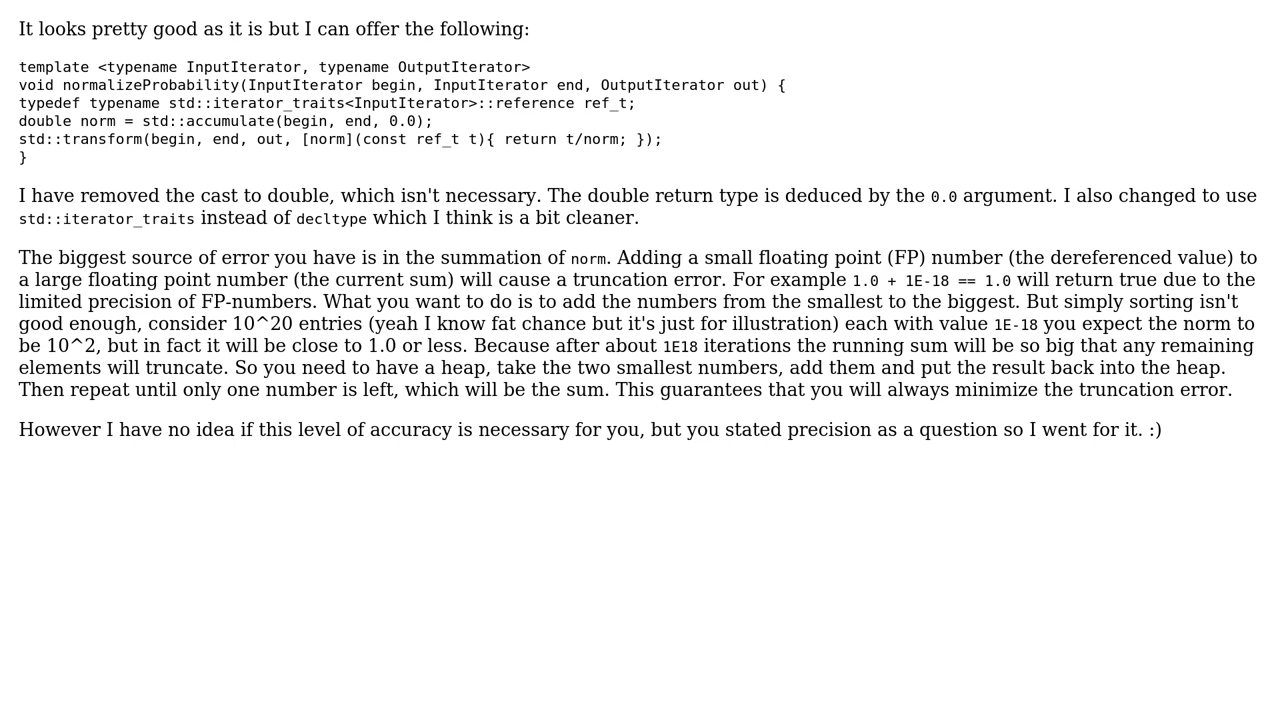 It looks pretty good as it is but I can offer the following:
template <typename InputIterator, typename OutputIterator>
void normalizeProbability(InputIterator begin, InputIterator end, OutputIterator out) {
typedef typename std::iterator_traits<InputIterator>::reference ref_t;
double norm = std::accumulate(begin, end, 0.0);
std::transform(begin, end, out, [norm](const ref_t t){ return t/norm; });
}
I have removed the cast to double, which isn't necessary. The double return type is deduced by the 0.0 argument. I also changed to use
std::iterator_traits instead of decltype which I think is a bit cleaner.
The biggest source of error you have is in the summation of norm. Adding a small floating point (FP) number (the dereferenced value) to
a large floating point number (the current sum) will cause a truncation error. For example 1.0 + 1E-18 == 1.0 will return true due to the
limited precision of FP-numbers. What you want to do is to add the numbers from the smallest to the biggest. But simply sorting isn't
good enough, consider 10^20 entries (yeah I know fat chance but it's just for illustration) each with value 1E-18 you expect the norm to
be 10^2, but in fact it will be close to 1.0 or less. Because after about 1E18 iterations the running sum will be so big that any remaining
elements will truncate. So you need to have a heap, take the two smallest numbers, add them and put the result back into the heap.
Then repeat until only one number is left, which will be the sum. This guarantees that you will always minimize the truncation error.
However I have no idea if this level of accuracy is necessary for you, but you stated precision as a question so I went for it. :)